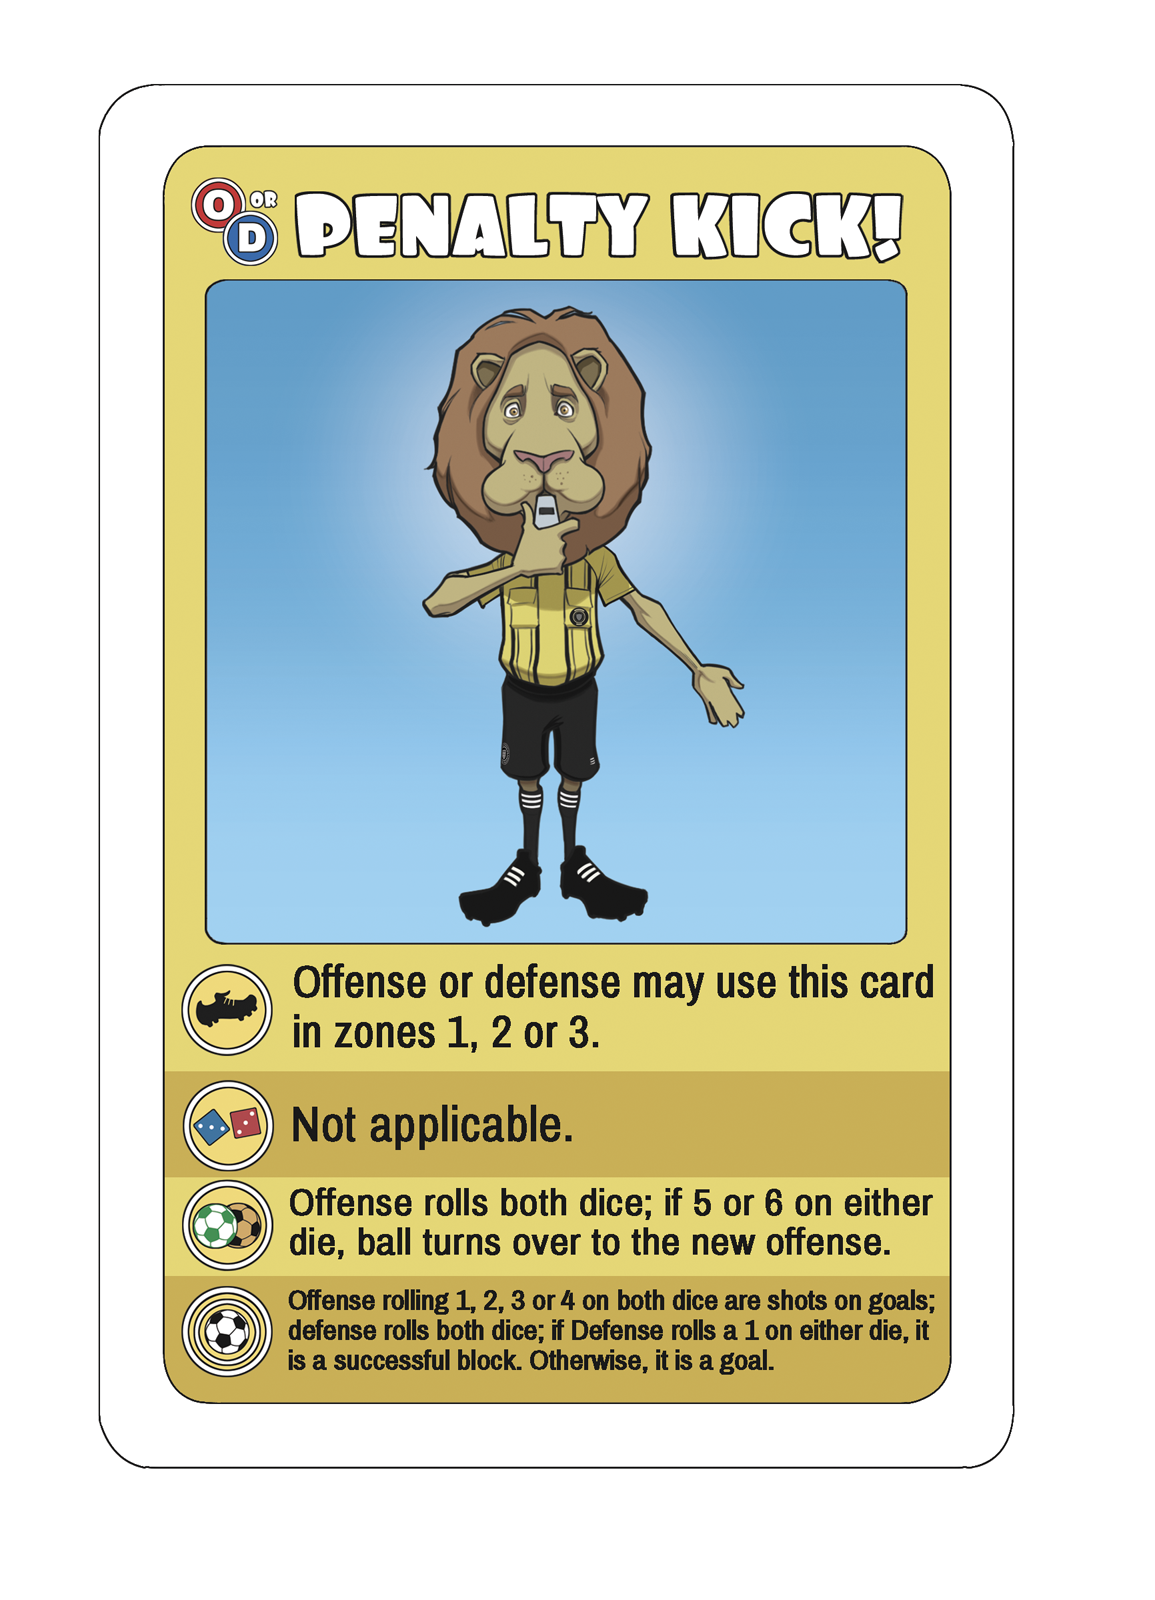 O OR
D
PENALTY KICK!
Offense or defense may use this card
in zones 1, 2 or 3.
Not applicable.
Offense rolls both dice; if 5 or 6 on either
die, ball turns over to the new offense.
Offense rolling 1, 2, 3 or 4 on both dice are shots on goals;
defense rolls both dice; if Defense rolls a 1 on either die, it
is a successful block. Otherwise, it is a goal.